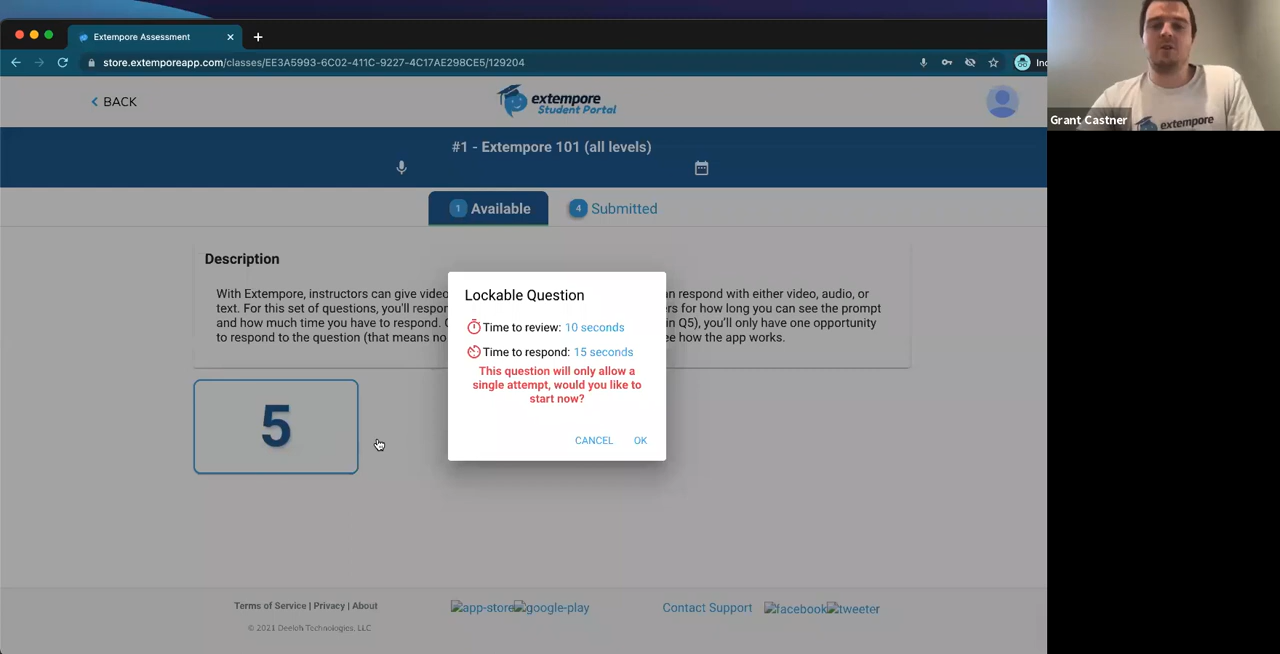 Extempore Assessment
store.extemporeapp.com/classes/EE3A5993-6C02-411C-9227-4C17AE298CE5/129204
Inc
BACK
extempore
Student Portal
Grant Castner
extempore
#1 - Extempore 101 (all levels)
1 Available
4 Submitted
Description
With Extempore, instructors can give video
an respond with either video, audio, or
text. For this set of questions, you'll respon
ers for how long you can see the prompt
and how much time you have to respond.
in Q5), you'll only have one opportunity
to respond to the question (that means no
ee how the app works.
Lockable Question
Time to review: 10 seconds
Time to respond: 15 seconds
This question will only allow a
single attempt, would you like to
start now?
CANCEL OK
5
Terms of Service | Privacy | About
© 2021 Deeloh Technologies, LLC
app-store google-play
Contact Support
facebook tweeter